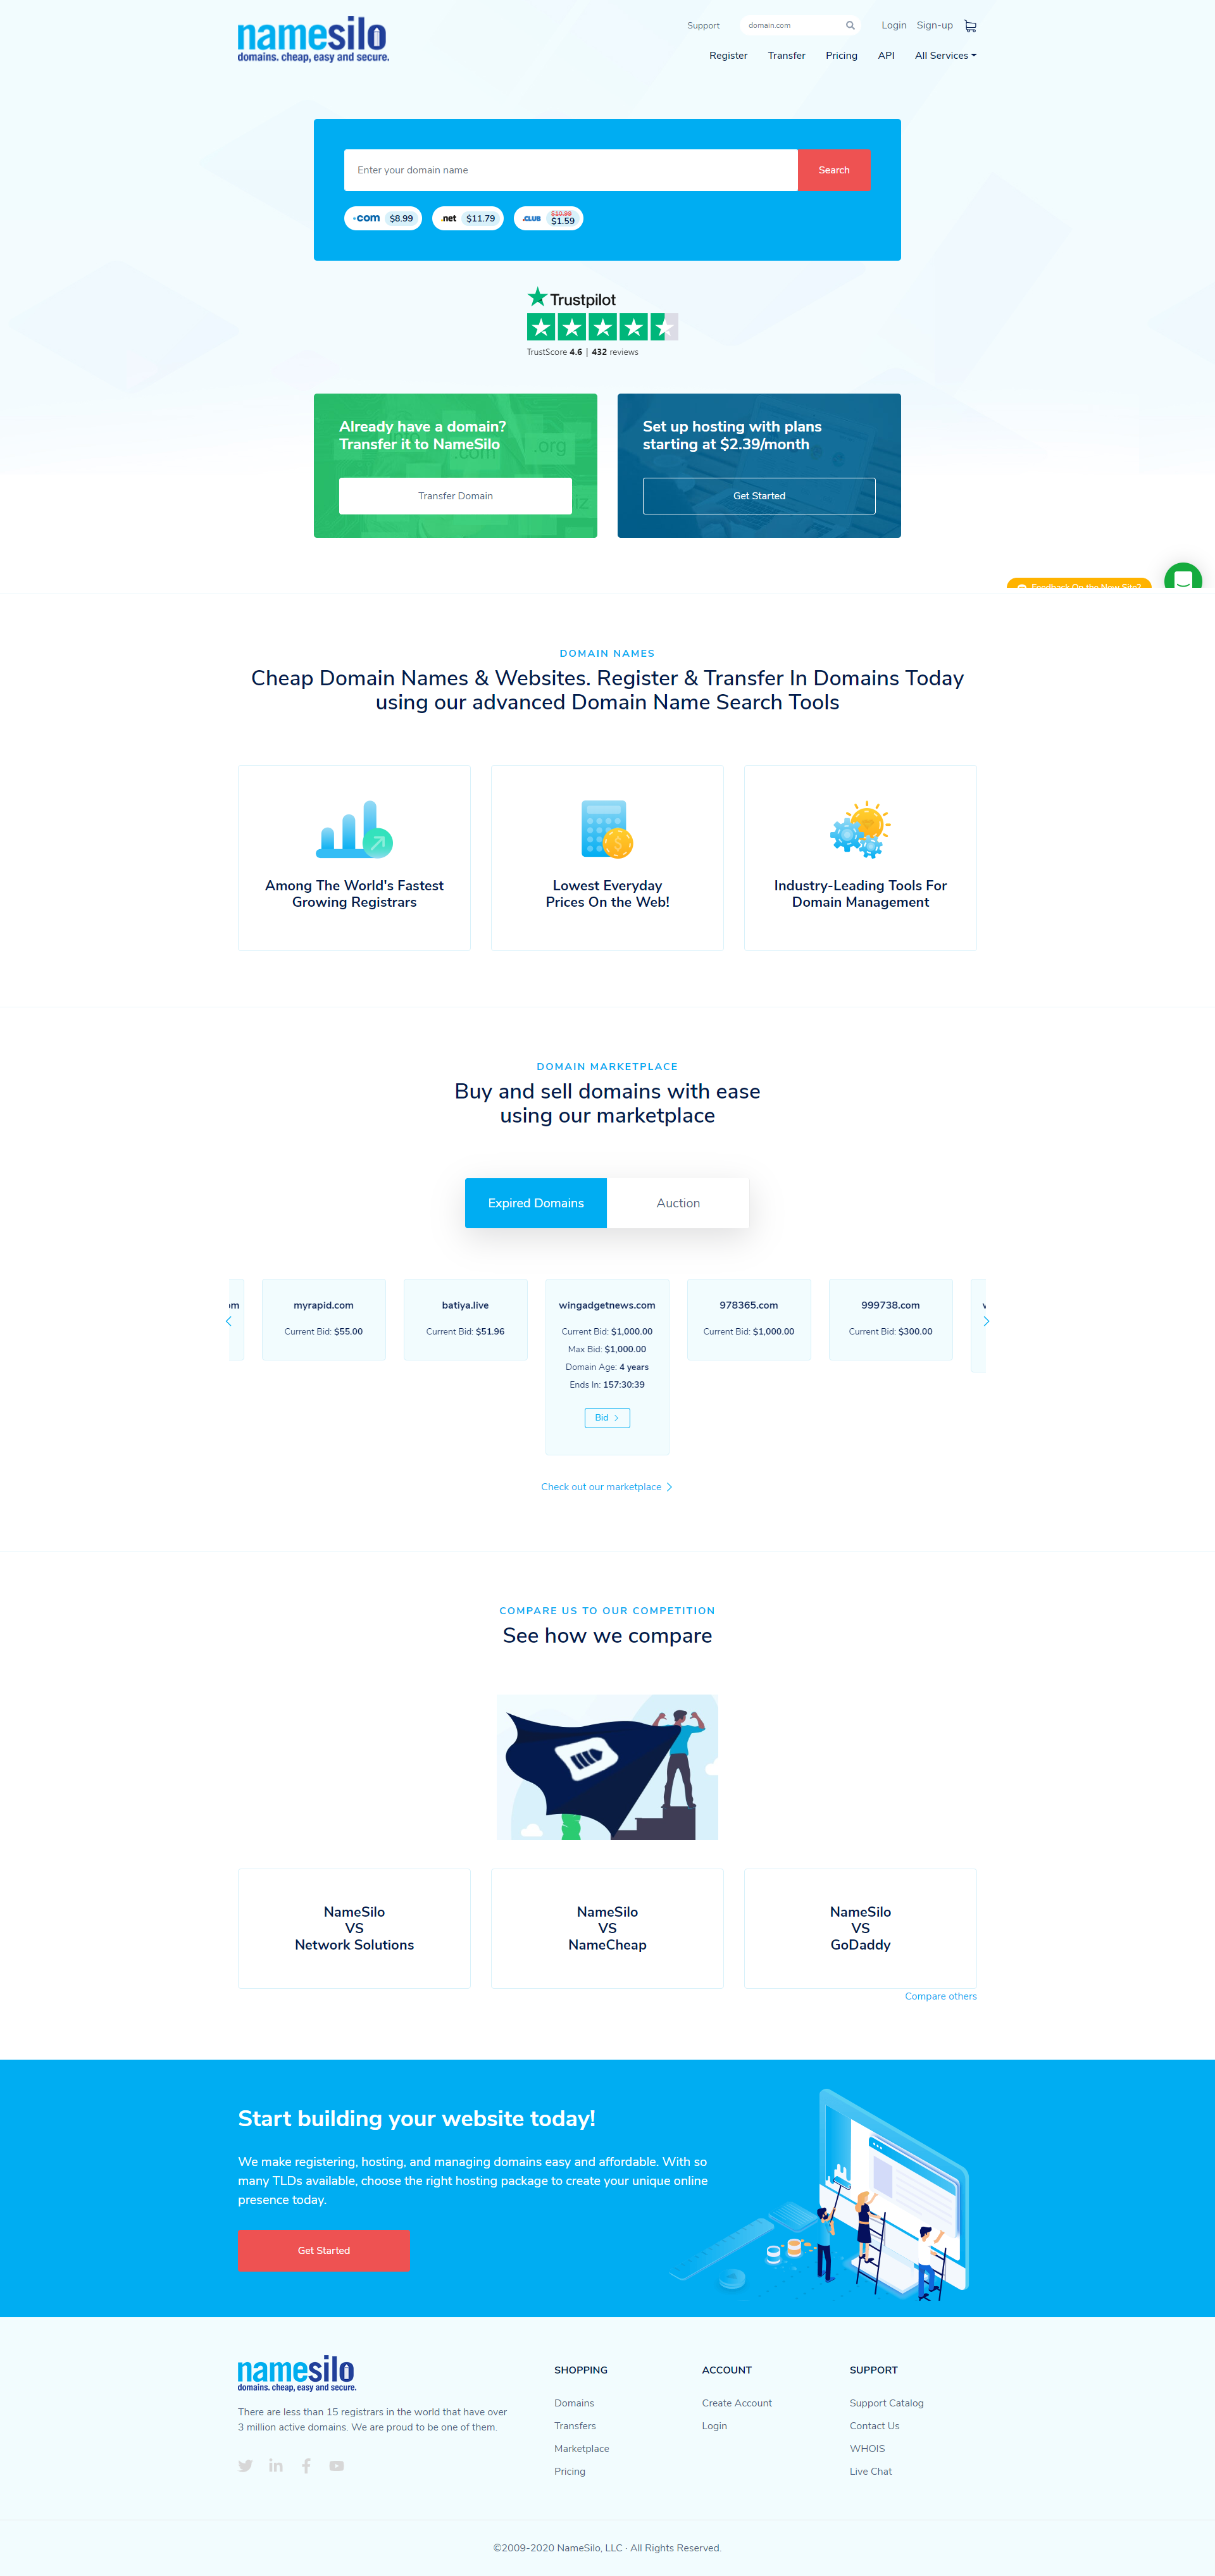 namesilo
domains. cheap, easy and secure.
Support
domain.com
Login
Sign-up
Register
Transfer
Pricing
API
All Services
Enter your domain name
Search
.com $8.99
.net $11.79
.CLUB $10.99 $1.59
Trustpilot
TrustScore 4.6 | 432 reviews
Already have a domain?
Transfer it to NameSilo
.com
.org
Transfer Domain
Set up hosting with plans
starting at $2.39/month
Get Started
Feedback On the New Site?
DOMAIN NAMES
Cheap Domain Names & Websites. Register & Transfer In Domains Today
using our advanced Domain Name Search Tools
Among The World's Fastest
Growing Registrars
Lowest Everyday
Prices On the Web!
Industry-Leading Tools For
Domain Management
DOMAIN MARKETPLACE
Buy and sell domains with ease
using our marketplace
Expired Domains
Auction
om
myrapid.com
Current Bid: $55.00
batiya.live
Current Bid: $51.96
wingadgetnews.com
Current Bid: $1,000.00
Max Bid: $1,000.00
Domain Age: 4 years
Ends In: 157:30:39
Bid
978365.com
Current Bid: $1,000.00
999738.com
Current Bid: $300.00
Check out our marketplace
COMPARE US TO OUR COMPETITION
See how we compare
NameSilo
VS
Network Solutions
NameSilo
VS
NameCheap
NameSilo
VS
GoDaddy
Compare others
Start building your website today!
We make registering, hosting, and managing domains easy and affordable. With so
many TLDs available, choose the right hosting package to create your unique online
presence today.
Get Started
namesilo
domains. cheap, easy and secure.
There are less than 15 registrars in the world that have over
3 million active domains. We are proud to be one of them.
SHOPPING
Domains
Transfers
Marketplace
Pricing
ACCOUNT
Create Account
Login
SUPPORT
Support Catalog
Contact Us
WHOIS
Live Chat
©2009-2020 NameSilo, LLC · All Rights Reserved.